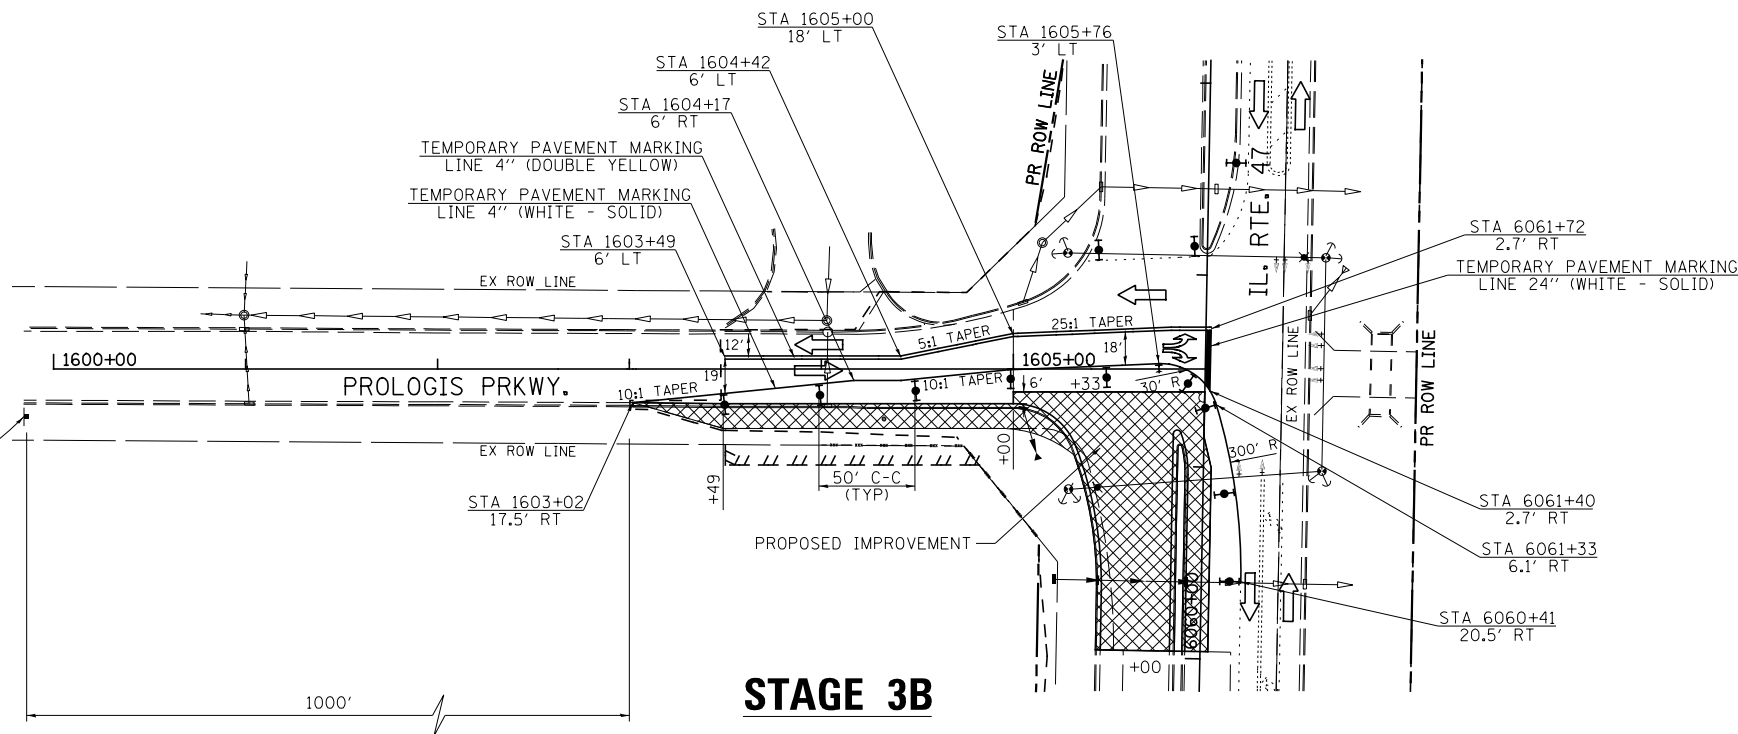 STA 1605+00
18' LT
STA 1605+76
3' LT
STA 1604+42
6' LT
STA 1604+17
6' RT
TEMPORARY PAVEMENT MARKING
LINE 4'' (DOUBLE YELLOW)
TEMPORARY PAVEMENT MARKING
LINE 4'' (WHITE - SOLID)
STA 1603+49
6' LT
PR ROW LINE
IL. RTE. 47
STA 6061+72
2.7' RT
TEMPORARY PAVEMENT MARKING
LINE 24'' (WHITE - SOLID)
EX ROW LINE
12'
5:1 TAPER
25:1 TAPER
18'
1600+00
1605+00
PROLOGIS PRKWY.
19'
10:1 TAPER
10:1 TAPER
6'
+33
30' R
EX ROW LINE
PR ROW LINE
EX ROW LINE
+49
50' C-C
(TYP)
+00
300' R
STA 1603+02
17.5' RT
PROPOSED IMPROVEMENT
STA 6061+40
2.7' RT
STA 6061+33
6.1' RT
6060+00
STA 6060+41
20.5' RT
+00
1000'
STAGE 3B